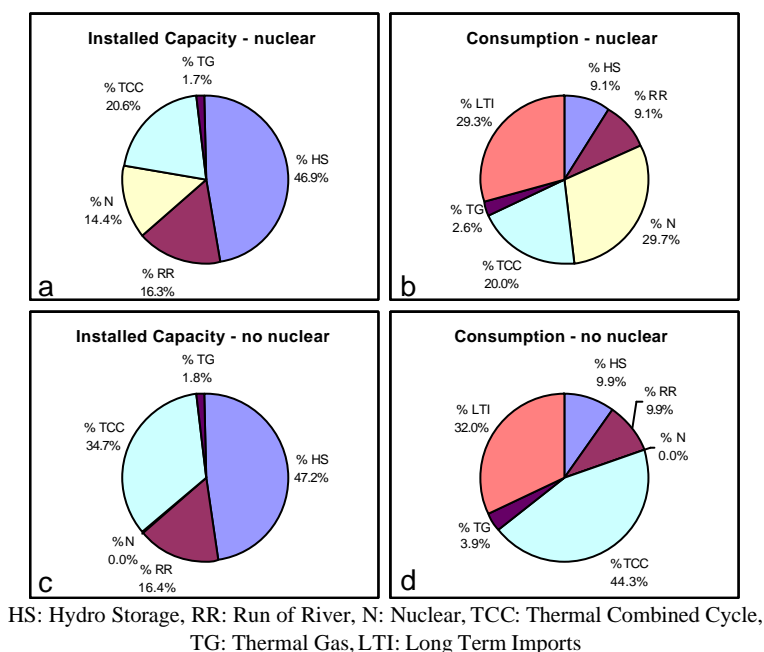 Installed Capacity - nuclear
% TG
1.7%
% TCC
20.6%
% HS
46.9%
% N
14.4%
% RR
16.3%
a
Consumption - nuclear
% HS
9.1%
% RR
9.1%
% LTI
29.3%
% TG
2.6%
% N
29.7%
% TCC
20.0%
b
Installed Capacity - no nuclear
% TG
1.8%
% TCC
34.7%
% HS
47.2%
% N
0.0%
% RR
16.4%
c
Consumption - no nuclear
% HS
9.9%
% RR
9.9%
% LTI
32.0%
% N
0.0%
% TG
3.9%
% TCC
44.3%
d
HS: Hydro Storage, RR: Run of River, N: Nuclear, TCC: Thermal Combined Cycle,
TG: Thermal Gas, LTI: Long Term Imports